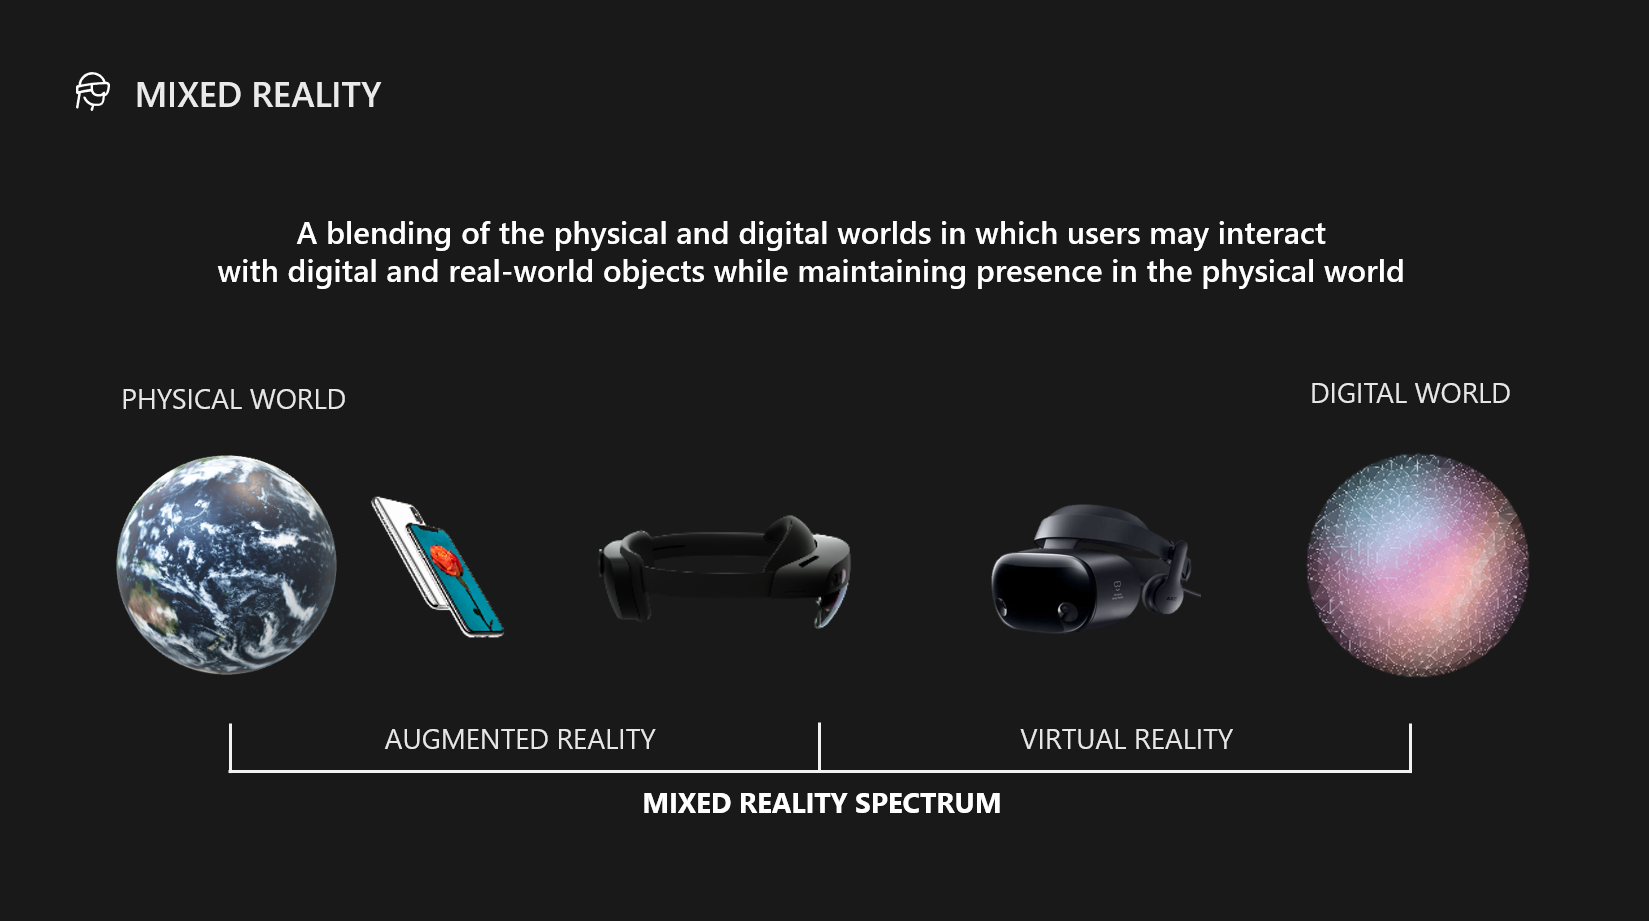 MIXED REALITY
A blending of the physical and digital worlds in which users may interact
with digital and real-world objects while maintaining presence in the physical world
PHYSICAL WORLD
DIGITAL WORLD
AUGMENTED REALITY
VIRTUAL REALITY
MIXED REALITY SPECTRUM